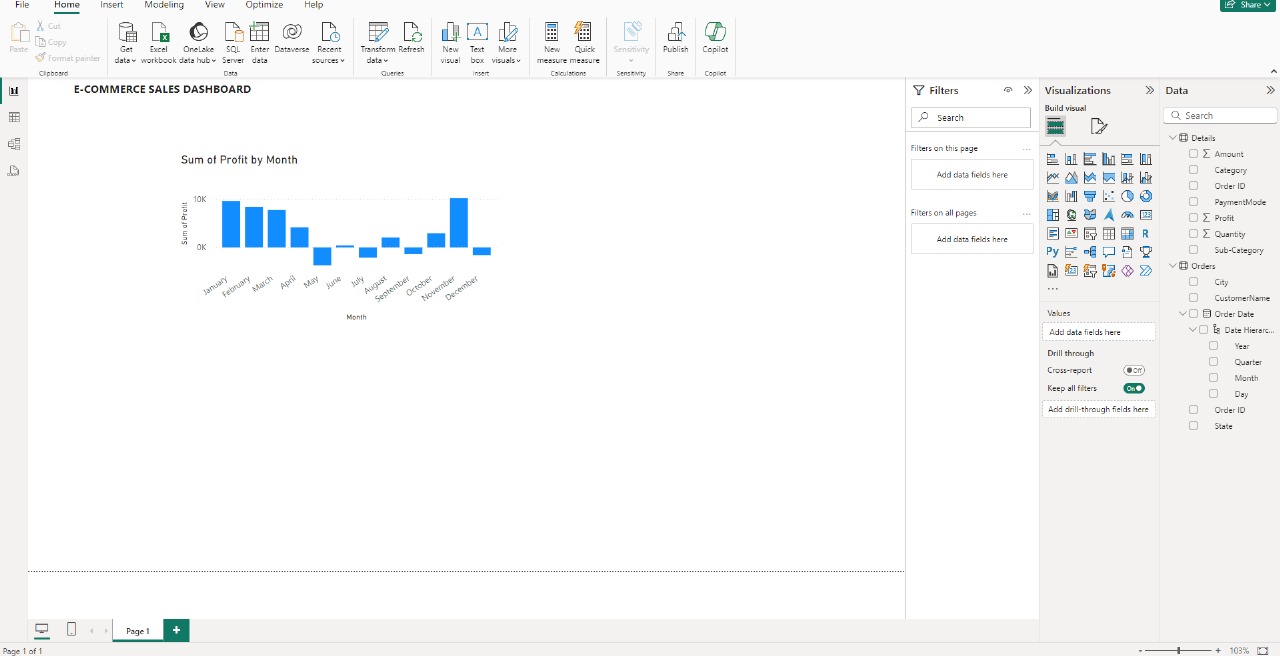 File Home Insert Modeling View Optimize Help
Share
Paste
Cut
Copy
Format painter
Clipboard
Get data
Excel workbook
OneLake data hub
SQL Server
Enter data
Dataverse
Recent sources
Data
Transform data
Refresh
Queries
New visual
Text box
More visuals
Insert
New measure
Quick measure
Calculations
Sensitivity
Sensitivity
Publish
Share
Copilot
Copilot
E-COMMERCE SALES DASHBOARD
Sum of Profit by Month
Sum of Profit
10K
0K
January
February
March
April
May
June
July
August
September
October
November
December
Month
Filters
Search
Filters on this page
Add data fields here
Filters on all pages
Add data fields here
Visualizations
Build visual
123
R
Py
Values
Add data fields here
Drill through
Cross-report Off
Keep all filters On
Add drill-through fields here
Data
Search
Details
Σ Amount
Category
Order ID
PaymentMode
Σ Profit
Σ Quantity
Sub-Category
Orders
City
CustomerName
Order Date
Date Hierarc...
Year
Quarter
Month
Day
Order ID
State
Page 1
+
Page 1 of 1
- + 103%